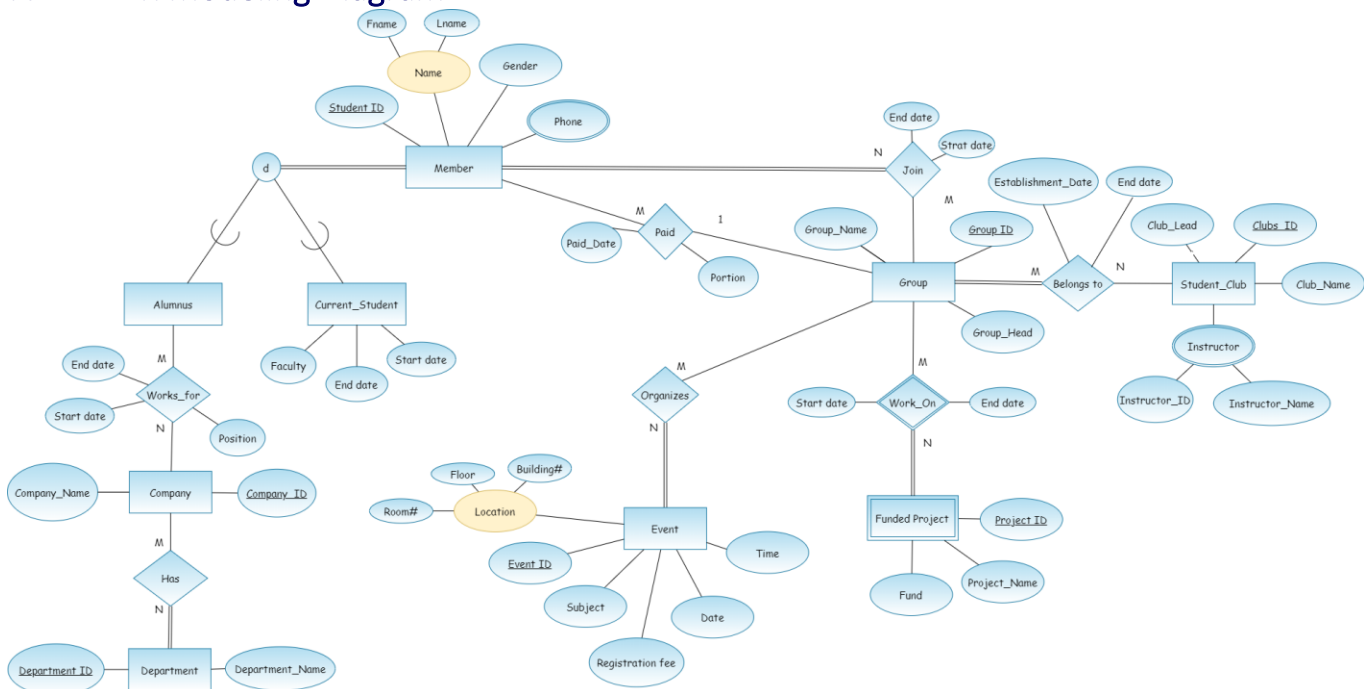 Fname
Lname
Name
Gender
Student ID
Phone
End date
Strat date
N
Join
M
d
Member
Establishment_Date
End date
M
1
Paid
Paid_Date
Portion
Group_Name
Group ID
Group
Group_Head
M
N
Belongs to
Club_Lead
Clubs_ID
Student_Club
Club_Name
Instructor
Instructor_ID
Instructor_Name
Alumnus
Current_Student
Faculty
End date
Start date
End date
M
Works_for
Start date
N
Position
Company_Name
Company
Company_ID
M
Has
N
Department ID
Department
Department_Name
M
Organizes
N
M
Start date
Work_On
End date
N
Floor
Building#
Room#
Location
Event
Event ID
Time
Subject
Date
Registration fee
Funded Project
Project ID
Project_Name
Fund